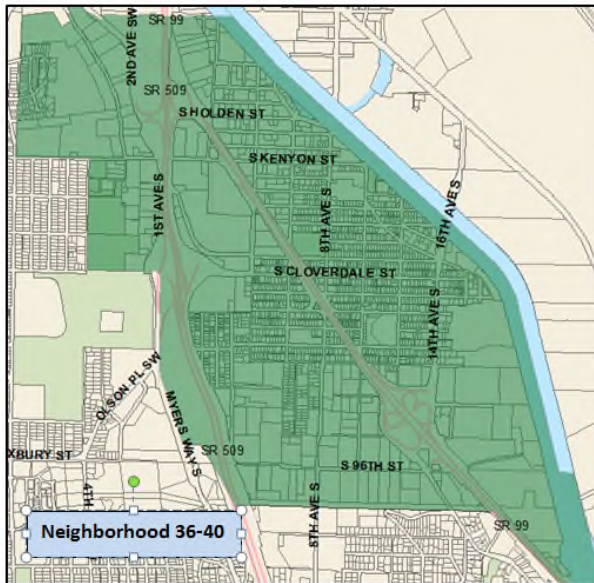 SR 99
2ND AVE SW
SR 509
S HOLDEN ST
S KENYON ST
1ST AVE S
8TH AVE S
16TH AVE S
S CLOVERDALE ST
14TH AVE S
OLSON PL SW
MYERS WAY S
XBURY ST
SR 509
S 96TH ST
4TH
8TH AVE S
SR 99
Neighborhood 36-40